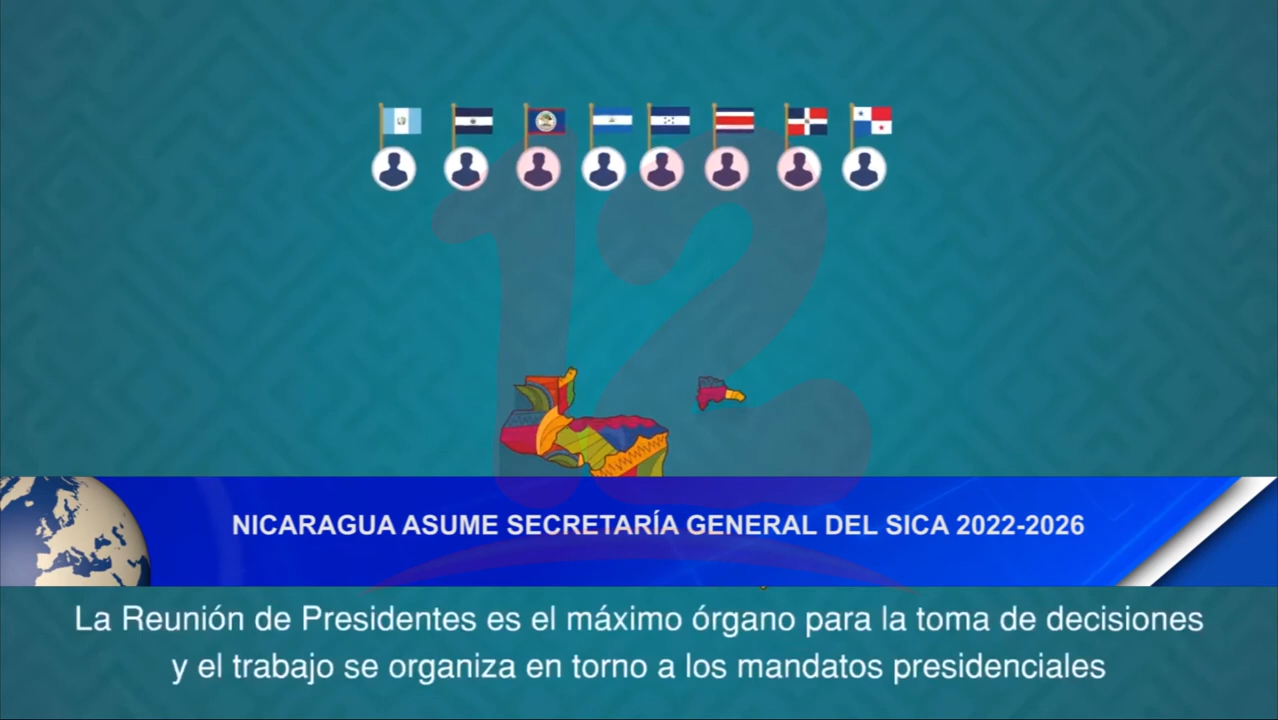 12
NICARAGUA ASUME SECRETARÍA GENERAL DEL SICA 2022-2026
La Reunión de Presidentes es el máximo órgano para la toma de decisiones
y el trabajo se organiza en torno a los mandatos presidenciales